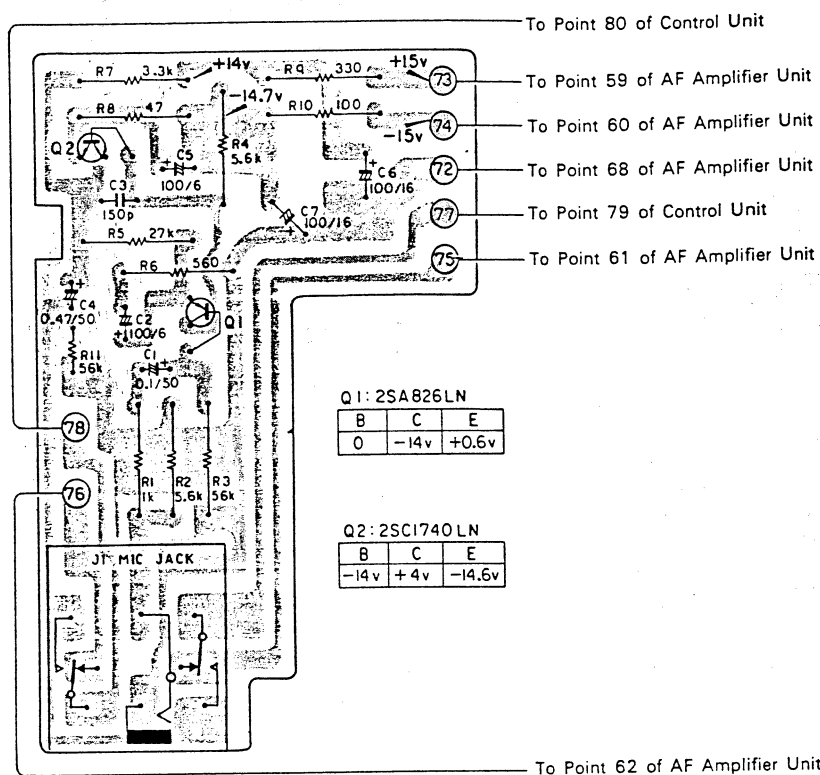 To Point 80 of Control Unit
R7 3.3k +14v R9 330 +15v 73 To Point 59 of AF Amplifier Unit
R8 47 -14.7v R10 100 -15v 74 To Point 60 of AF Amplifier Unit
Q2 R4 5.6k
C5 100/6 C6 100/16 72 To Point 68 of AF Amplifier Unit
C3 150p C7 100/16 77 To Point 79 of Control Unit
R5 27k
R6 560 75 To Point 61 of AF Amplifier Unit
C4 0.47/50 C2 100/6 Q1
R11 56k C1 0.1/50
78
76 R1 1k R2 5.6k R3 56k
Q1:2SA826LN
B C E
0 -14v +0.6v
Q2:2SC1740LN
B C E
-14v +4v -14.6v
J1 MIC JACK
To Point 62 of AF Amplifier Unit